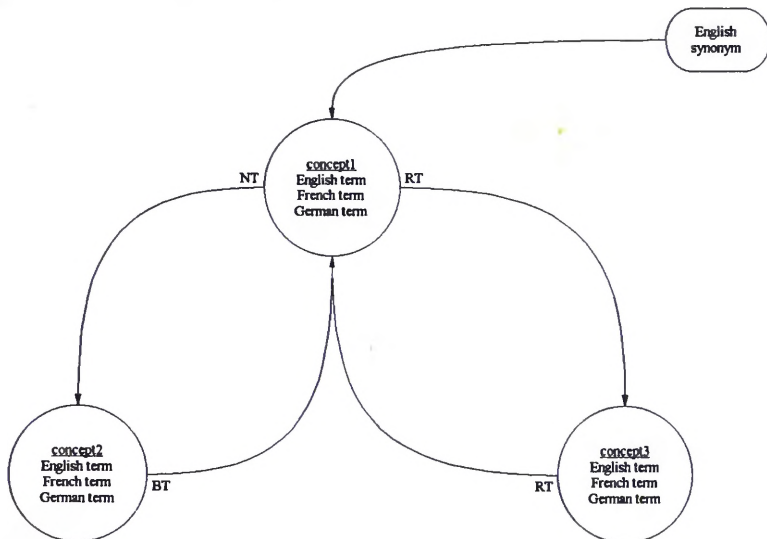 English
synonym
concept1
English term
French term
German term
NT
RT
concept2
English term
French term
German term
BT
concept3
English term
French term
German term
RT